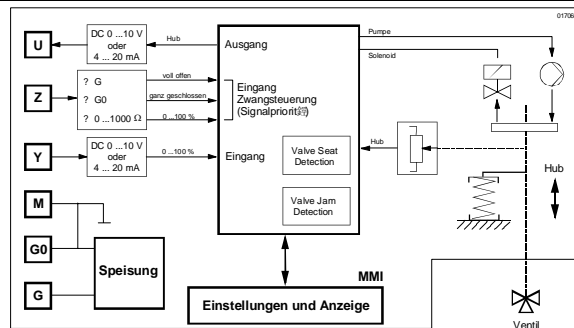 01706
U
DC 0 ...10 V
oder
4 ... 20 mA
Hub
Ausgang
Pumpe
Solenoid
Z
? G
voll offen
? G0
ganz geschlossen
? 0...1000 Ω
0 ...100 %
Eingang
Zwangsteuerung
Y
DC 0 ...10 V
oder
4 ... 20 mA
0 ...100 %
Eingang
Valve Seat
Detection
Hub
Hub
Valve Jam
Detection
M
G0
G
Speisung
MMI
Einstellungen und Anzeige
Ventil